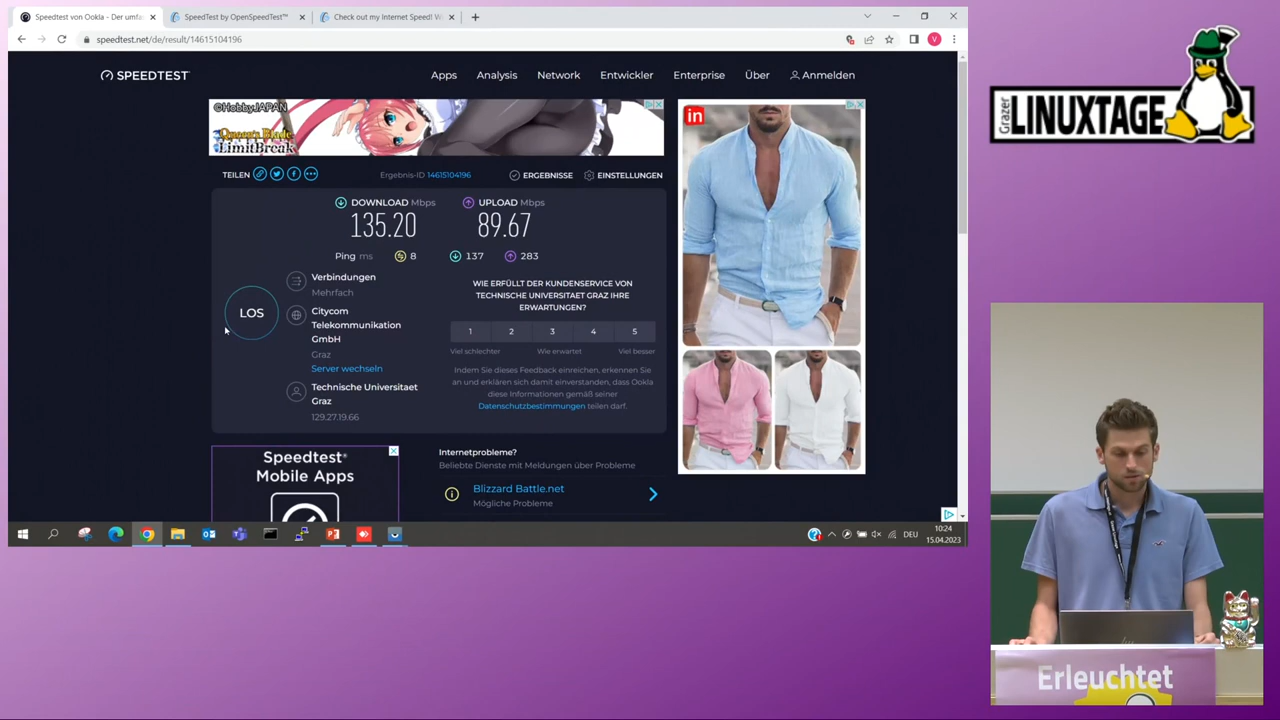 Speedtest von Ookla - Der umfa
SpeedTest by OpenSpeedTest™
Check out my Internet Speed! W
speedtest.net/de/result/14615104196
V
SPEEDTEST
Apps
Analysis
Network
Entwickler
Enterprise
Über
Anmelden
©HobbyJAPAN
Queen's Blade
LimitBreak
in
TEILEN
Ergebnis-ID 14615104196
ERGEBNISSE
EINSTELLUNGEN
DOWNLOAD Mbps
135.20
UPLOAD Mbps
89.67
Ping ms
8
137
283
LOS
Verbindungen
Mehrfach
Citycom
Telekommunikation
GmbH
Graz
Server wechseln
Technische Universitaet
Graz
129.27.19.66
WIE ERFÜLLT DER KUNDENSERVICE VON
TECHNISCHE UNIVERSITAET GRAZ IHRE
ERWARTUNGEN?
1 2 3 4 5
Viel schlechter
Wie erwartet
Viel besser
Indem Sie dieses Feedback einreichen, erkennen Sie
an und erklären sich damit einverstanden, dass Ookla
diese Informationen gemäß seiner
Datenschutzbestimmungen teilen darf.
Speedtest®
Mobile Apps
Internetprobleme?
Beliebte Dienste mit Meldungen über Probleme
Blizzard Battle.net
Mögliche Probleme
DEU
10:24
15.04.2023
Grazer
LINUXTAGE
hp
Erleuchtet